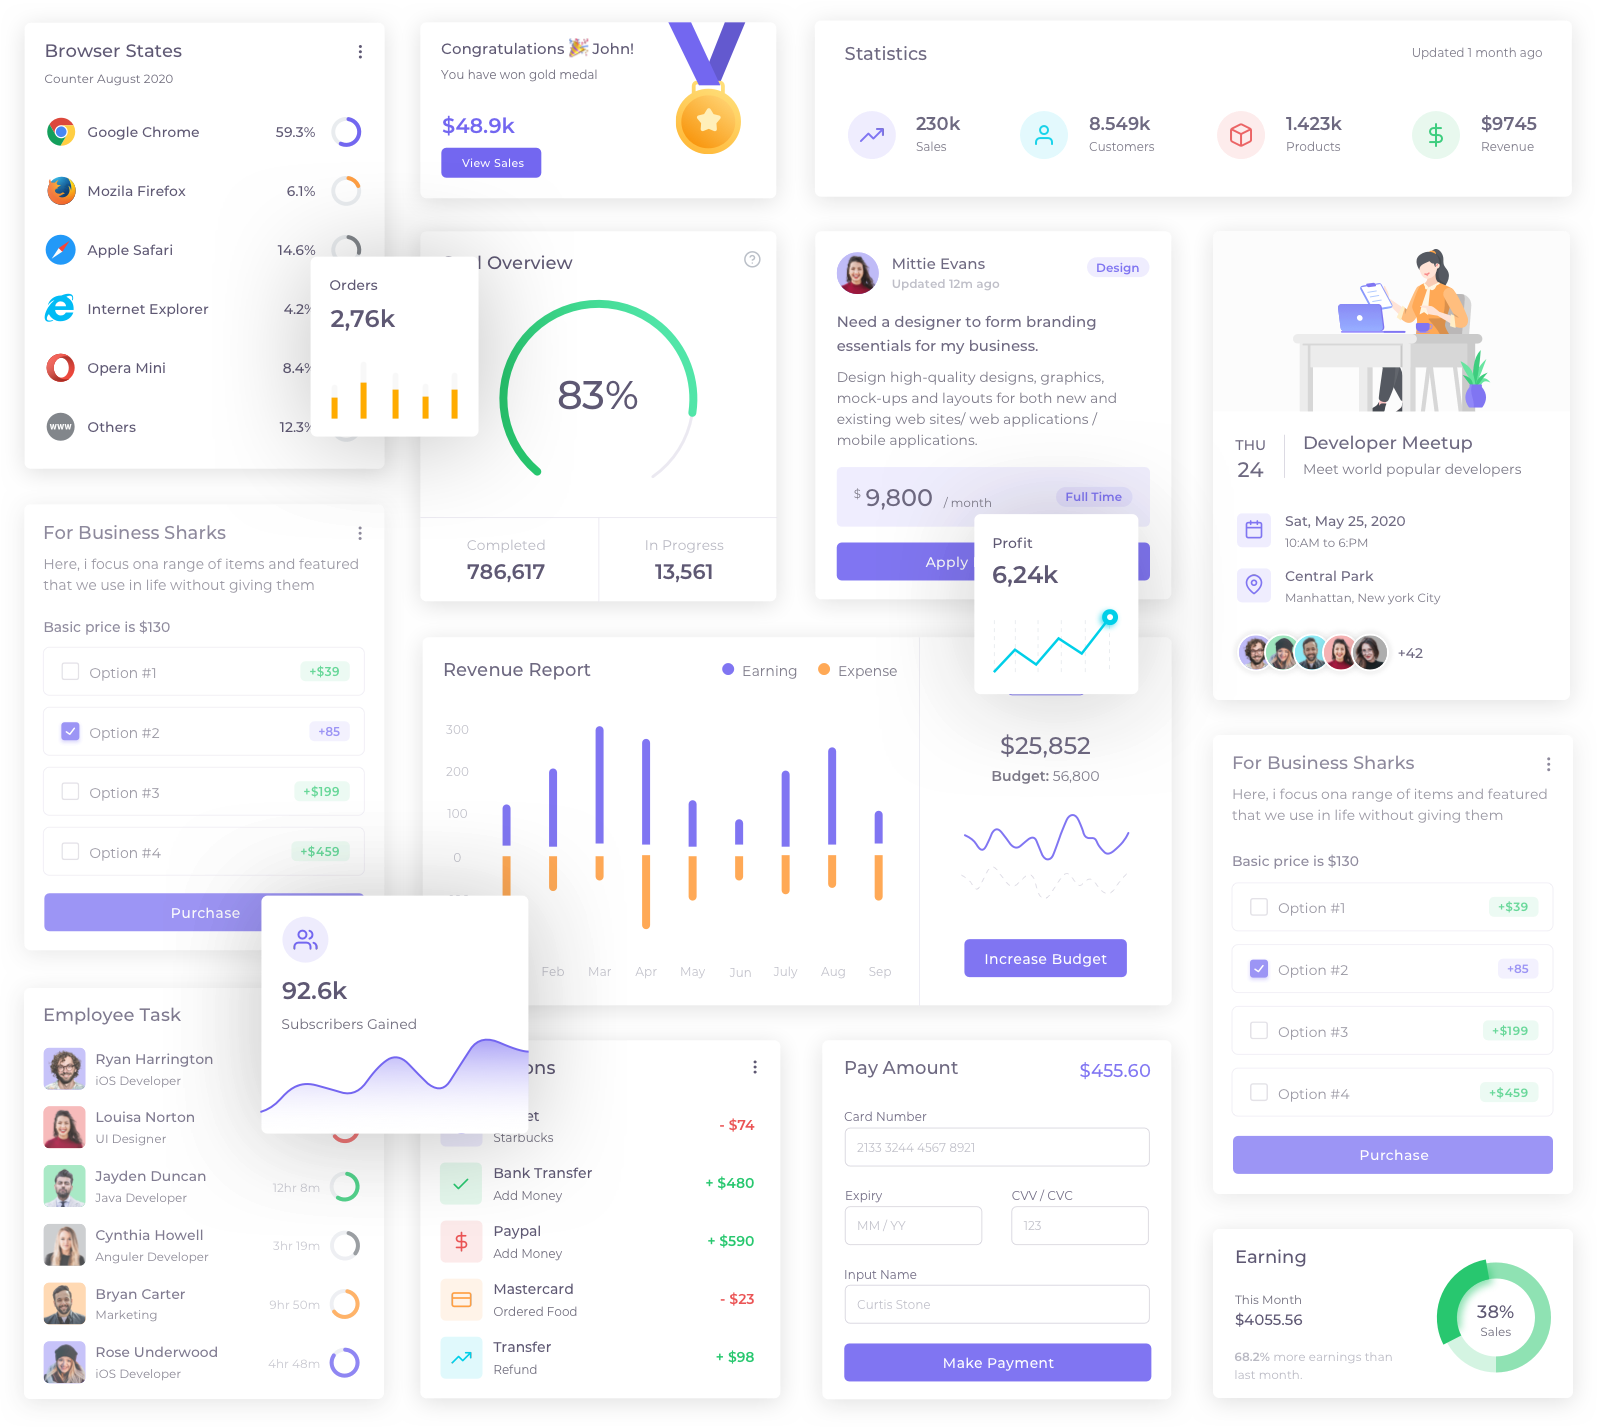 Browser States
Counter August 2020
Google Chrome 59.3%
Mozila Firefox 6.1%
Apple Safari 14.6%
Internet Explorer 4.2%
Opera Mini 8.4%
www Others 12.3%
Congratulations 🎉 John!
You have won gold medal
$48.9k
View Sales
Statistics
Updated 1 month ago
230k
Sales
8.549k
Customers
1.423k
Products
$9745
Revenue
Orders
2,76k
Overview
83%
Completed
786,617
In Progress
13,561
Mittie Evans
Updated 12m ago
Design
Need a designer to form branding
essentials for my business.
Design high-quality designs, graphics,
mock-ups and layouts for both new and
existing web sites/ web applications /
mobile applications.
$ 9,800 / month
Full Time
Apply
Profit
6,24k
THU
24
Developer Meetup
Meet world popular developers
Sat, May 25, 2020
10:AM to 6:PM
Central Park
Manhattan, New york City
+42
For Business Sharks
Here, i focus ona range of items and featured
that we use in life without giving them
Basic price is $130
Option #1 +$39
Option #2 +85
Option #3 +$199
Option #4 +$459
Purchase
Revenue Report
Earning Expense
300
200
100
0
Feb Mar Apr May Jun July Aug Sep
$25,852
Budget: 56,800
Increase Budget
For Business Sharks
Here, i focus ona range of items and featured
that we use in life without giving them
Basic price is $130
Option #1 +$39
Option #2 +85
Option #3 +$199
Option #4 +$459
Purchase
92.6k
Subscribers Gained
Employee Task
Ryan Harrington
iOS Developer
Louisa Norton
UI Designer
Jayden Duncan
Java Developer
12hr 8m
Cynthia Howell
Anguler Developer
3hr 19m
Bryan Carter
Marketing
9hr 50m
Rose Underwood
iOS Developer
4hr 48m
Starbucks
- $74
Bank Transfer
Add Money
+ $480
Paypal
Add Money
+ $590
Mastercard
Ordered Food
- $23
Transfer
Refund
+ $98
Pay Amount
$455.60
Card Number
2133 3244 4567 8921
Expiry
MM / YY
CVV / CVC
123
Input Name
Curtis Stone
Make Payment
Earning
This Month
$4055.56
68.2% more earnings than
last month.
38%
Sales